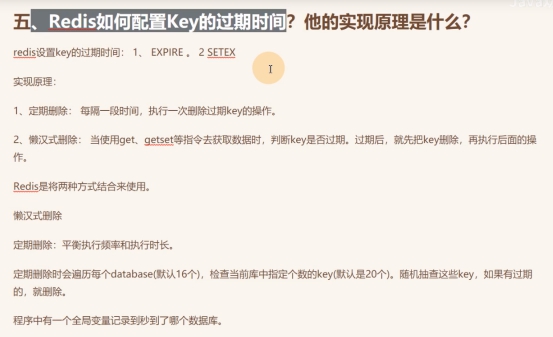 五、Redis如何配置Key的过期时间？他的实现原理是什么？
redis设置key的过期时间： 1、 EXPIRE 。 2 SETEX
实现原理：
1、定期删除： 每隔一段时间，执行一次删除过期key的操作。
2、懒汉式删除： 当使用get、getset等指令去获取数据时，判断key是否过期。过期后，就先把key删除，再执行后面的操
作。
Redis是将两种方式结合来使用。
懒汉式删除
定期删除：平衡执行频率和执行时长。
定期删除时会遍历每个database(默认16个)，检查当前库中指定个数的key(默认是20个)。随机抽查这些key，如果有过期
的，就删除。
程序中有一个全局变量记录到秒到了哪个数据库。